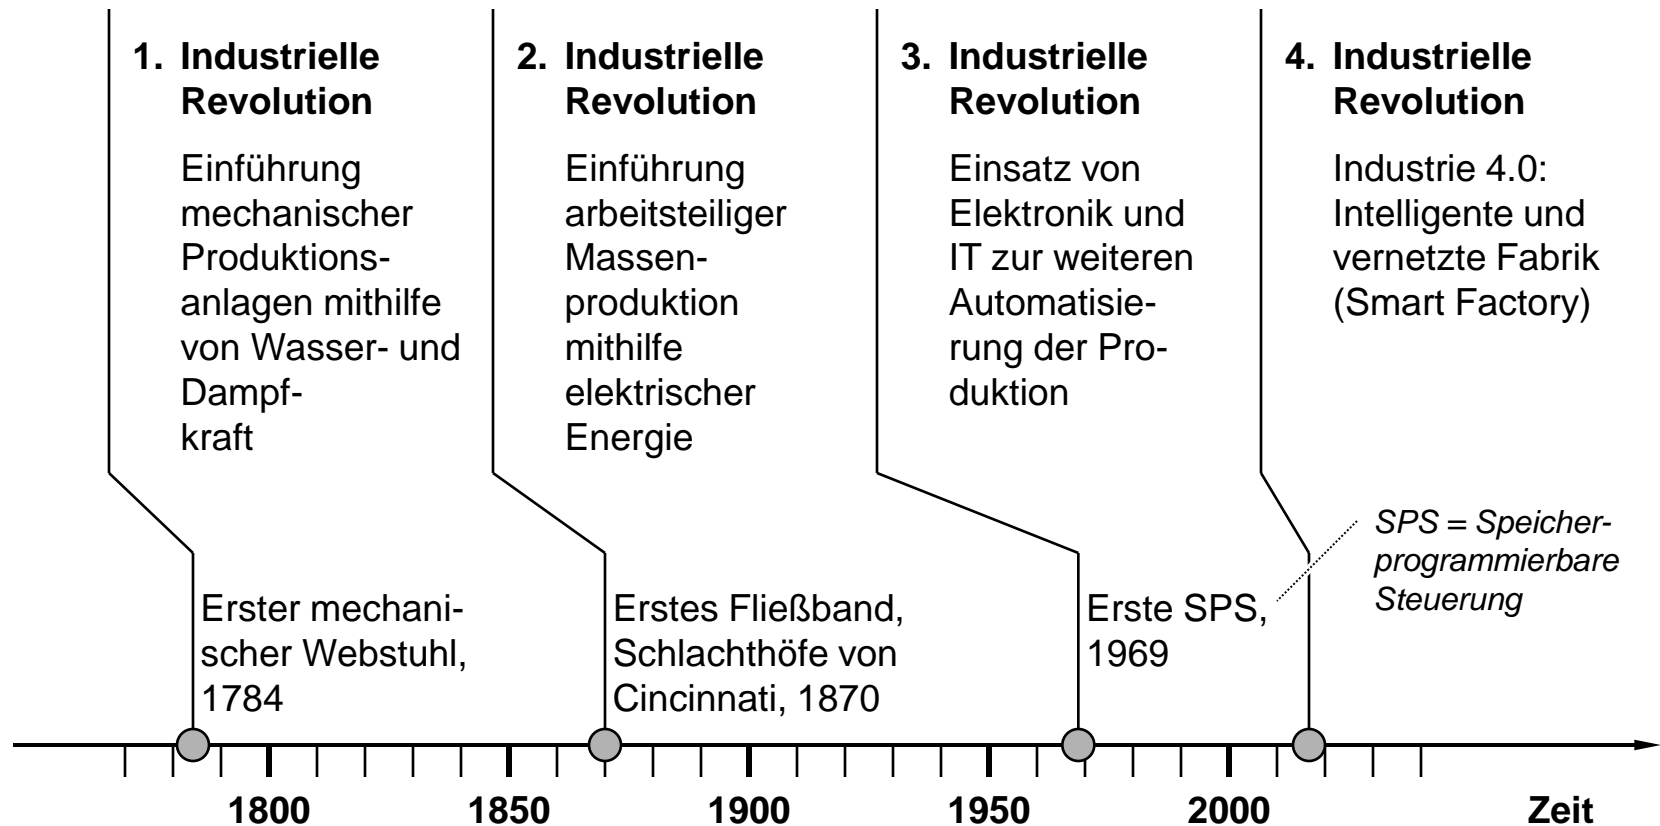 1. Industrielle
Revolution
Einführung
mechanischer
Produktions-
anlagen mithilfe
von Wasser- und
Dampf-
kraft
2. Industrielle
Revolution
Einführung
arbeitsteiliger
Massen-
produktion
mithilfe
elektrischer
Energie
3. Industrielle
Revolution
Einsatz von
Elektronik und
IT zur weiteren
Automatisie-
rung der Pro-
duktion
4. Industrielle
Revolution
Industrie 4.0:
Intelligente und
vernetzte Fabrik
(Smart Factory)
Erster mechani-
scher Webstuhl,
1784
Erstes Fließband,
Schlachthöfe von
Cincinnati, 1870
Erste SPS,
1969
SPS = Speicher-
programmierbare
Steuerung
1800 1850 1900 1950 2000 Zeit